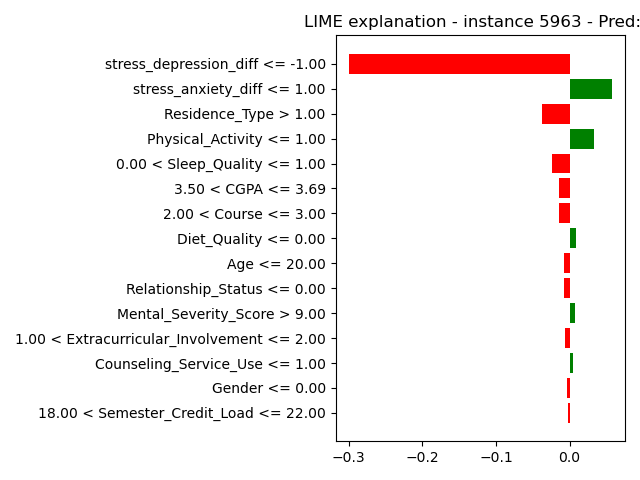 LIME explanation - instance 5963 - Pred:
stress_depression_diff <= -1.00
stress_anxiety_diff <= 1.00
Residence_Type > 1.00
Physical_Activity <= 1.00
0.00 < Sleep_Quality <= 1.00
3.50 < CGPA <= 3.69
2.00 < Course <= 3.00
Diet_Quality <= 0.00
Age <= 20.00
Relationship_Status <= 0.00
Mental_Severity_Score > 9.00
1.00 < Extracurricular_Involvement <= 2.00
Counseling_Service_Use <= 1.00
Gender <= 0.00
18.00 < Semester_Credit_Load <= 22.00
−0.3 −0.2 −0.1 0.0